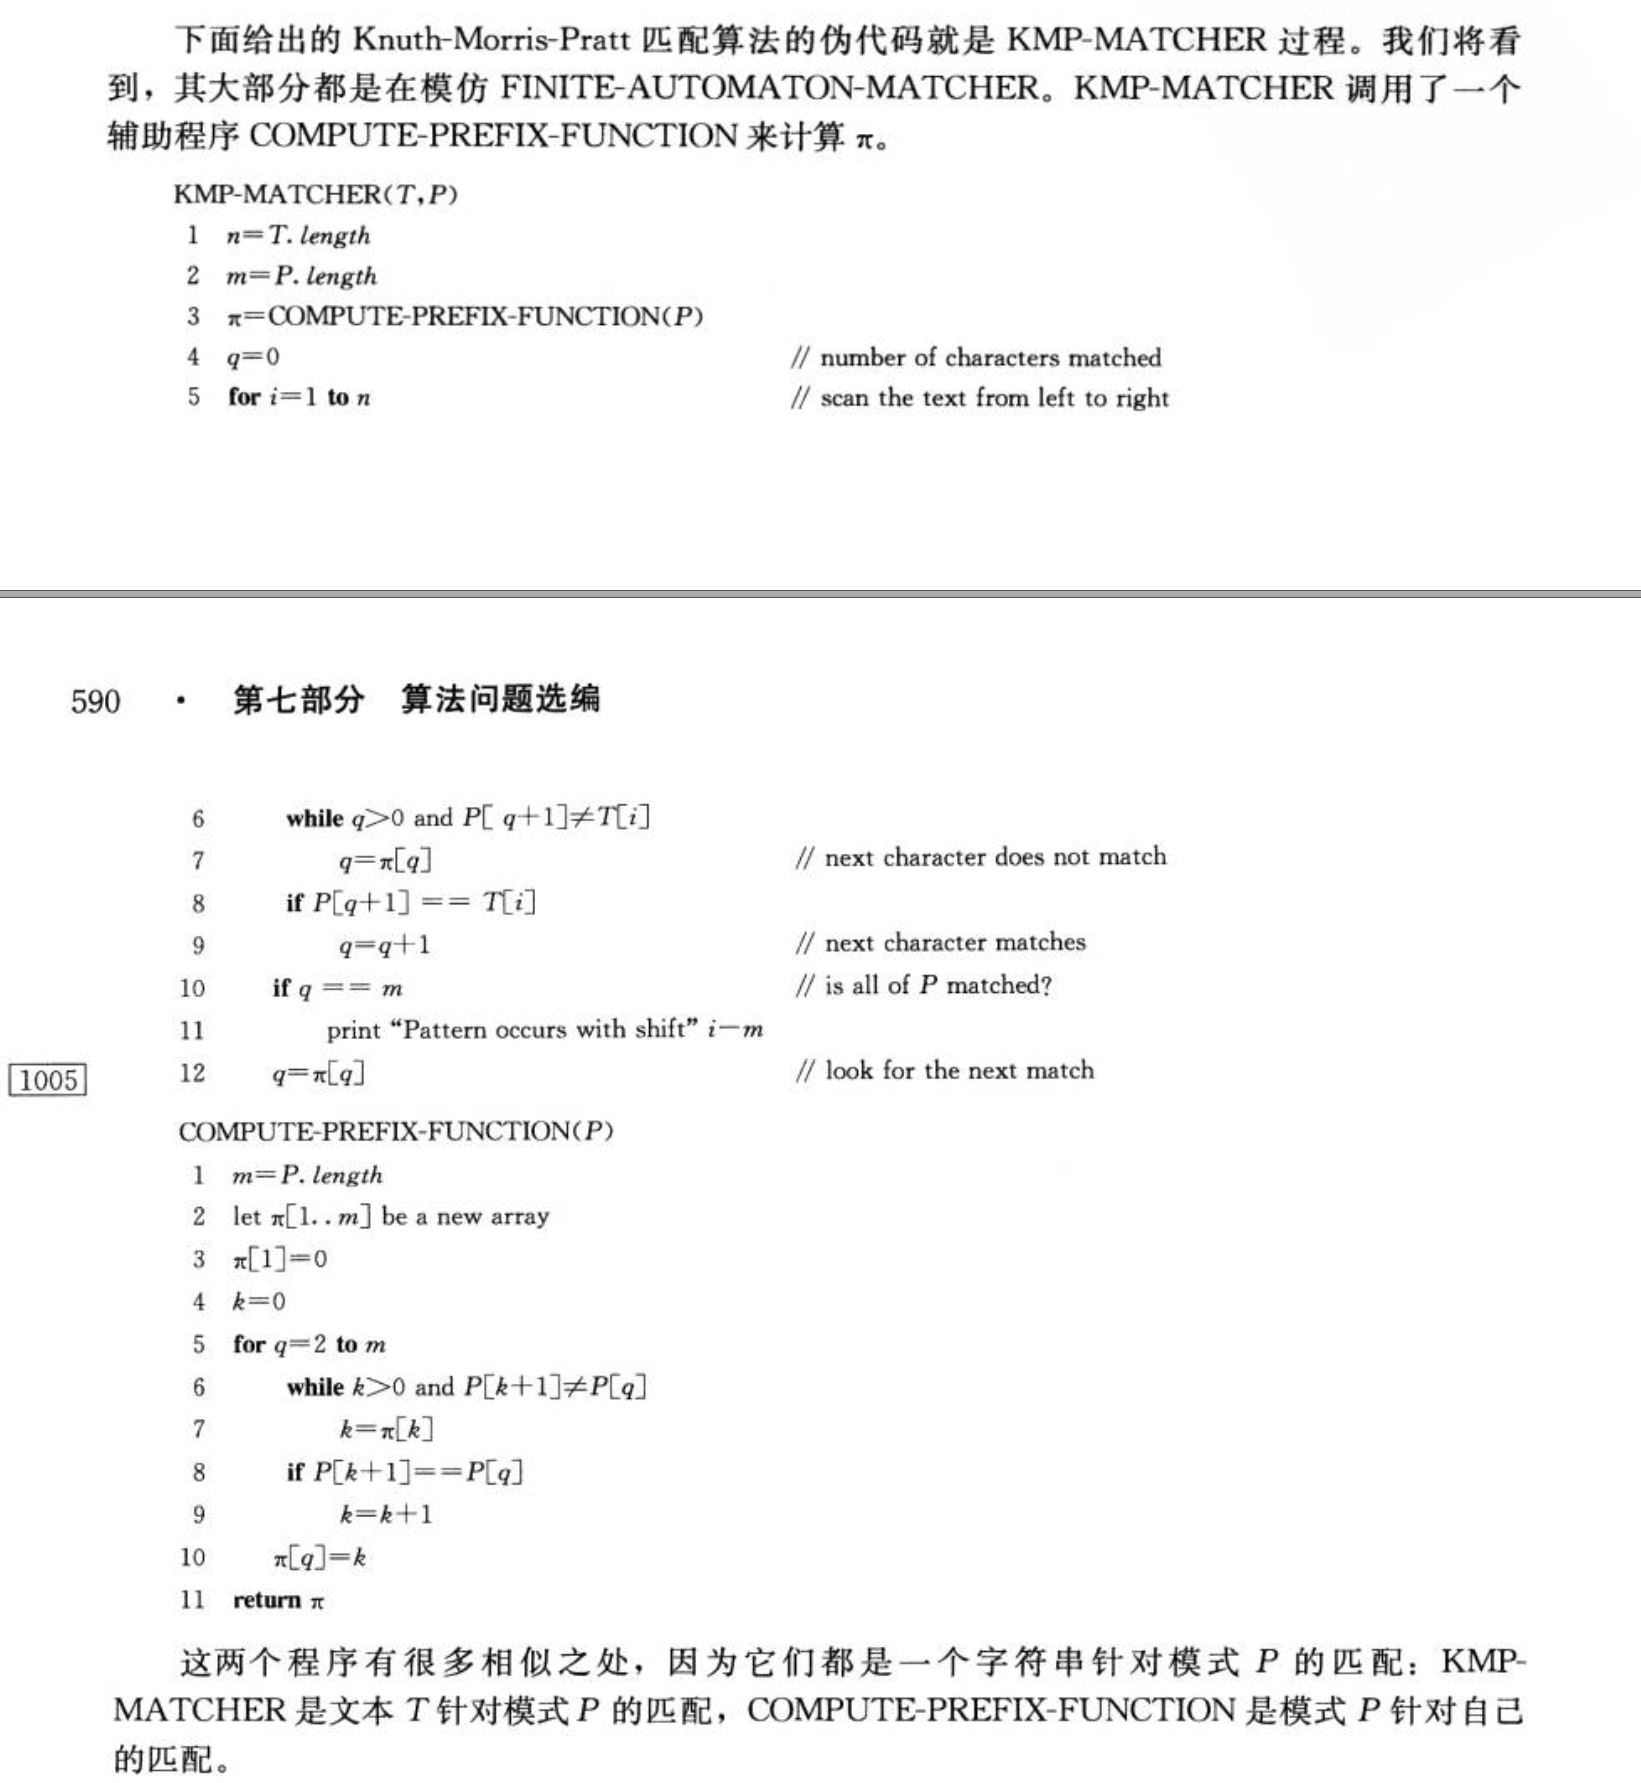 下面给出的 Knuth-Morris-Pratt 匹配算法的伪代码就是 KMP-MATCHER 过程。我们将看
到，其大部分都是在模仿 FINITE-AUTOMATON-MATCHER。KMP-MATCHER 调用了一个
辅助程序 COMPUTE-PREFIX-FUNCTION 来计算 π。
KMP-MATCHER(T,P)
1 n=T. length
2 m=P. length
3 π=COMPUTE-PREFIX-FUNCTION(P)
4 q=0 // number of characters matched
5 for i=1 to n // scan the text from left to right
590 · 第七部分 算法问题选编
6 while q>0 and P[ q+1]≠T[i]
7 q=π[q] // next character does not match
8 if P[q+1] == T[i]
9 q=q+1 // next character matches
10 if q == m // is all of P matched?
11 print “Pattern occurs with shift” i−m
1005 12 q=π[q] // look for the next match
COMPUTE-PREFIX-FUNCTION(P)
1 m=P. length
2 let π[1..m] be a new array
3 π[1]=0
4 k=0
5 for q=2 to m
6 while k>0 and P[k+1]≠P[q]
7 k=π[k]
8 if P[k+1]==P[q]
9 k=k+1
10 π[q]=k
11 return π
这两个程序有很多相似之处，因为它们都是一个字符串针对模式 P 的匹配：KMP-
MATCHER 是文本 T 针对模式 P 的匹配，COMPUTE-PREFIX-FUNCTION 是模式 P 针对自己
的匹配。